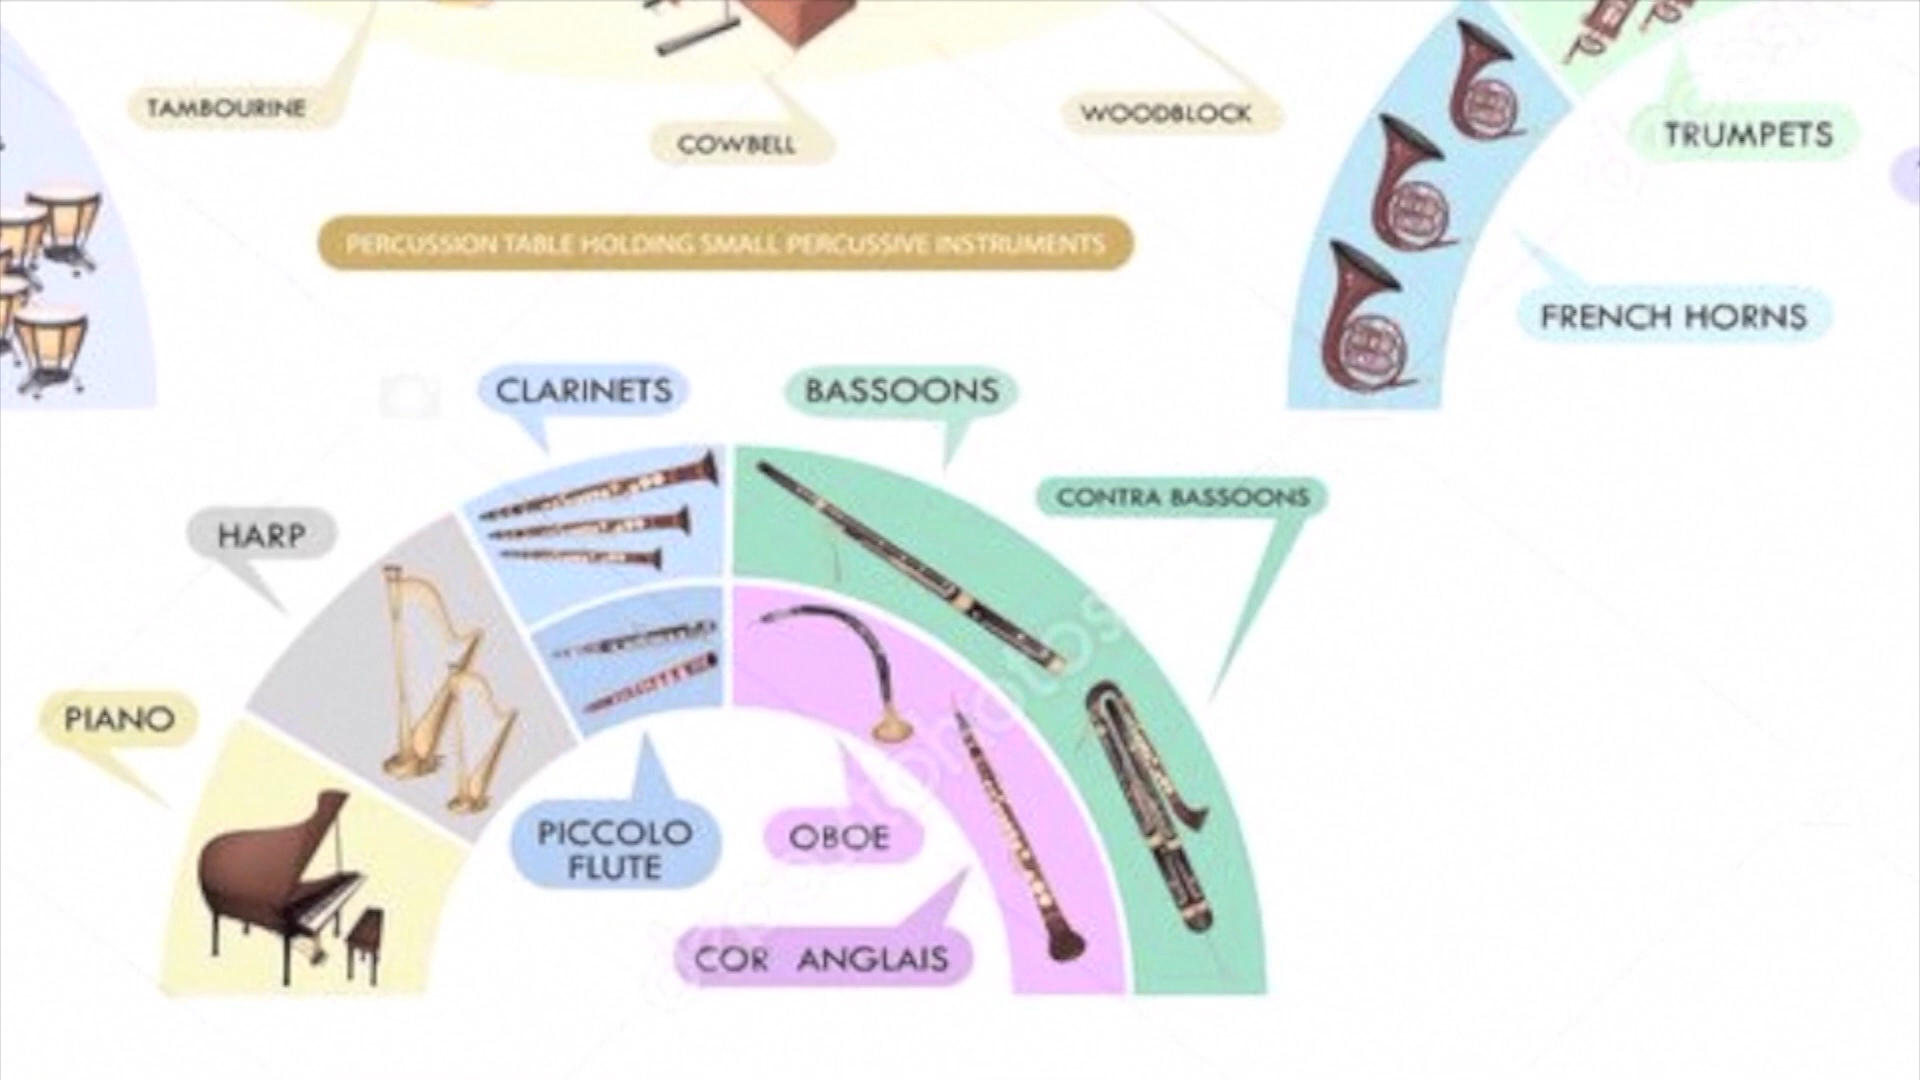 TAMBOURINE
COWBELL
WOODBLOCK
TRUMPETS
PERCUSSION TABLE HOLDING SMALL PERCUSSIVE INSTRUMENTS
FRENCH HORNS
CLARINETS
BASSOONS
CONTRA BASSOONS
HARP
PIANO
PICCOLO
FLUTE
OBOE
COR ANGLAIS